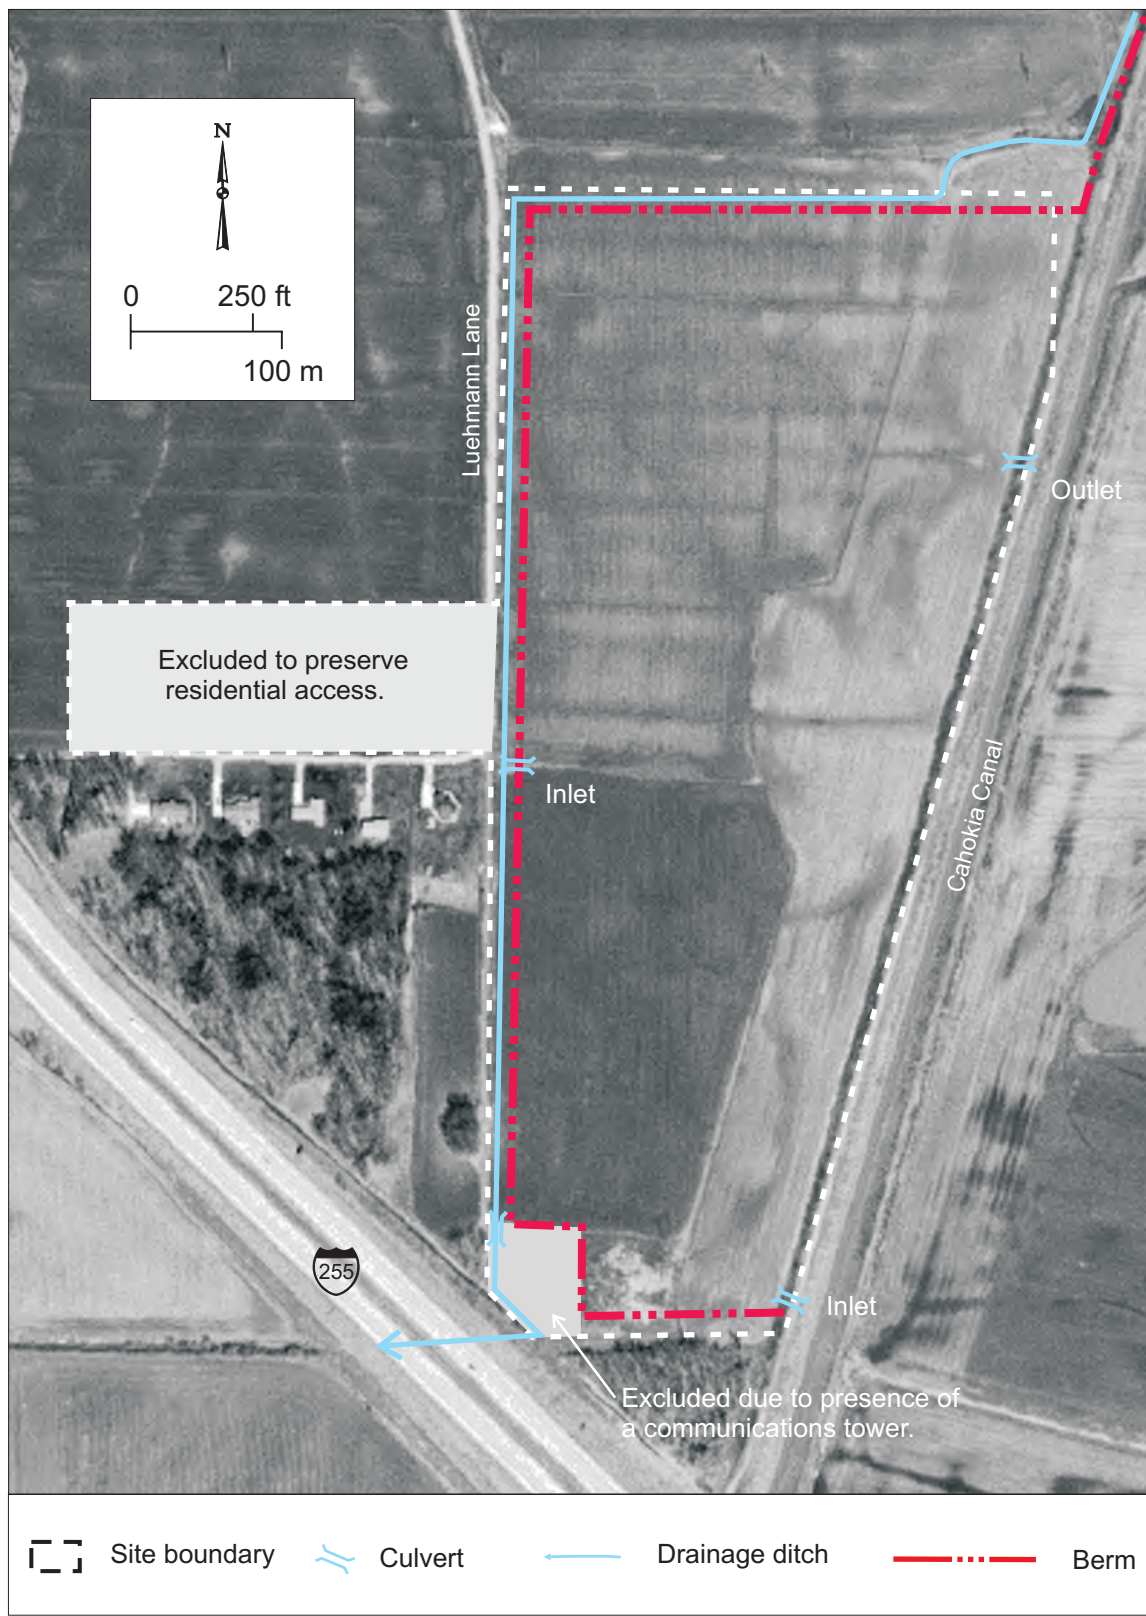 N
0 250 ft
100 m
Luehmann Lane
Outlet
Excluded to preserve
residential access.
Inlet
Cahokia Canal
255
Inlet
Excluded due to presence of
a communications tower.
Site boundary
Culvert
Drainage ditch
Berm